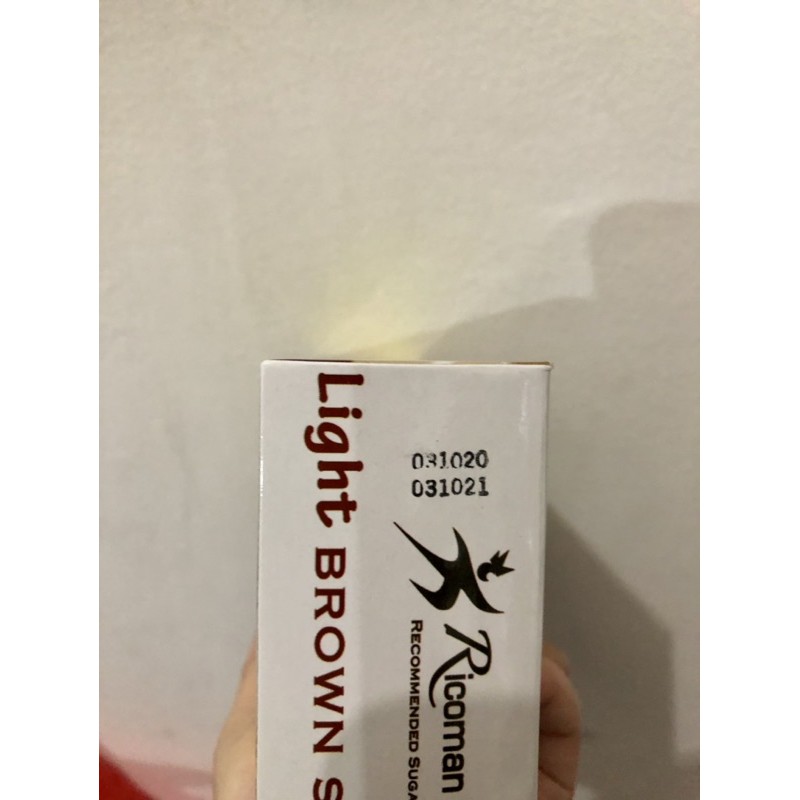 Light BROWN S
031020
031021
Ricoman
RECOMMENDED SUGA